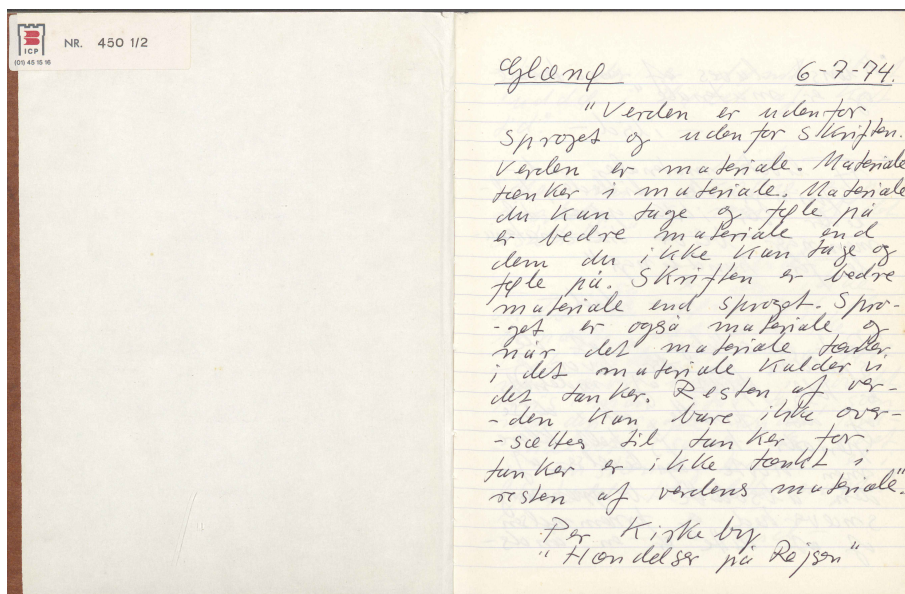 ICP
(01) 45 15 16
NR. 450 1/2
Glænø 6-7-74.
"Verden er udenfor
sproget og udenfor skriften.
Verden er materiale. Materiale
tænker i materiale. Materiale
du kan tage og føle på
er bedre materiale end
dem du ikke kan tage og
føle på. Skriften er bedre
materiale end sproget. Spro-
-get er også materiale og
når det materiale tænker
i det materiale kalder vi
det tanker. Resten af ver-
-den kan bare ikke over-
-sættes til tanker for
tanker er ikke tænkt i
resten af verdens materiale".
Per Kirkeby
"Hændelser på Rejsen"